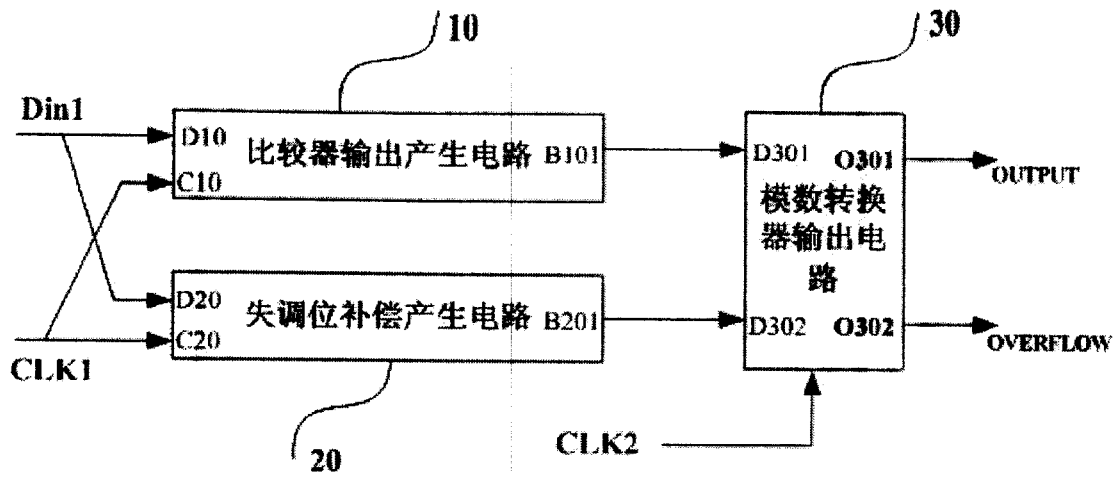 10
30
Din1
D10
比较器输出产生电路
B101
C10
D301
O301
OUTPUT
模数转换
器输出电
路
D20
失调位补偿产生电路
B201
C20
D302
O302
OVERFLOW
CLK1
CLK2
20